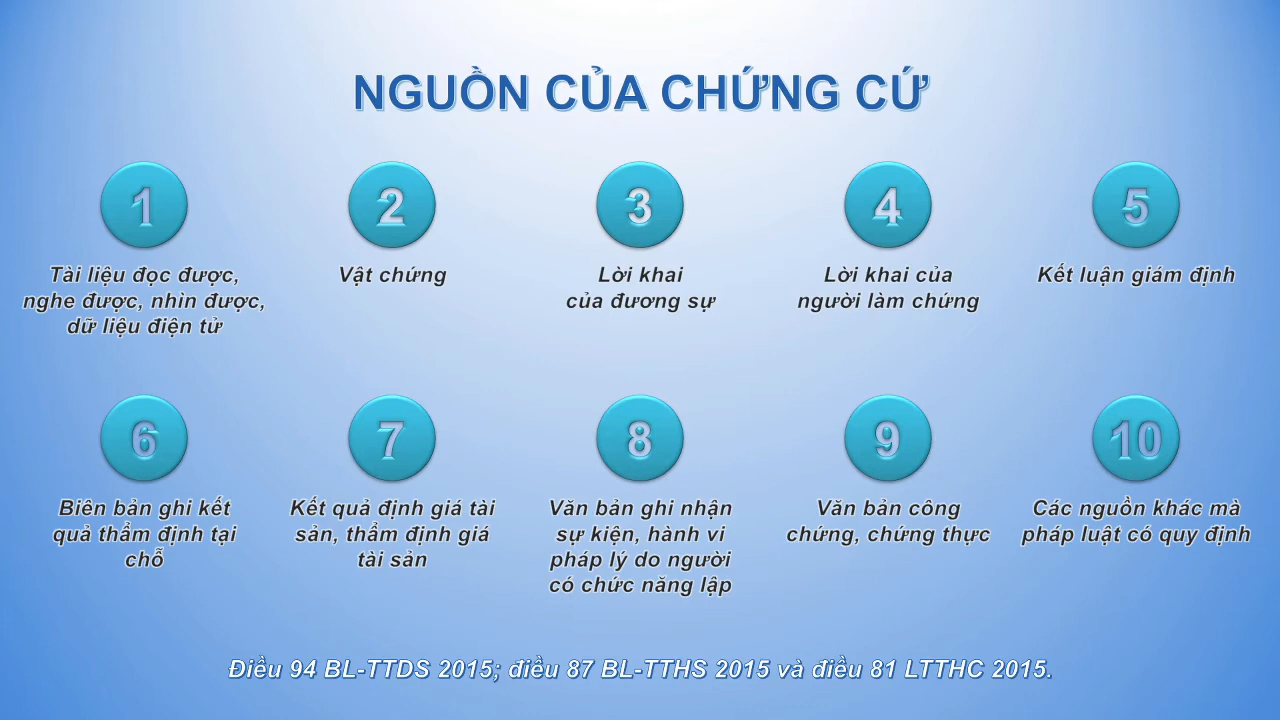 NGUỒN CỦA CHỨNG CỨ
1
Tài liệu đọc được,
nghe được, nhìn được,
dữ liệu điện tử
2
Vật chứng
3
Lời khai
của đương sự
4
Lời khai của
người làm chứng
5
Kết luận giám định
6
Biên bản ghi kết
quả thẩm định tại
chỗ
7
Kết quả định giá tài
sản, thẩm định giá
tài sản
8
Văn bản ghi nhận
sự kiện, hành vi
pháp lý do người
có chức năng lập
9
Văn bản công
chứng, chứng thực
10
Các nguồn khác mà
pháp luật có quy định
Điều 94 BL-TTDS 2015; điều 87 BL-TTHS 2015 và điều 81 LTTHC 2015.